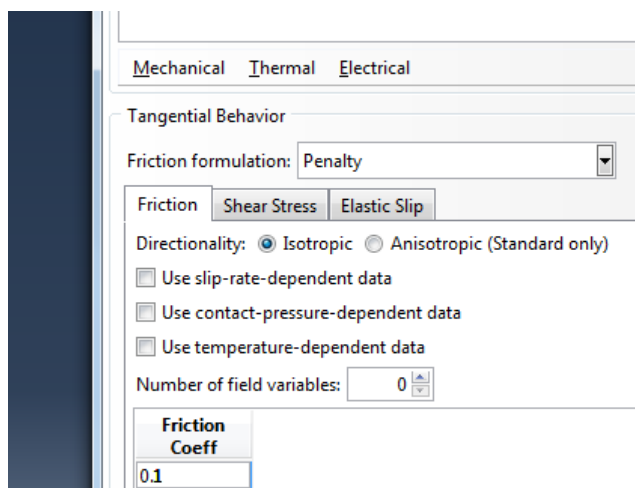 Mechanical Thermal Electrical
Tangential Behavior
Friction formulation: Penalty
Friction Shear Stress Elastic Slip
Directionality: Isotropic Anisotropic (Standard only)
Use slip-rate-dependent data
Use contact-pressure-dependent data
Use temperature-dependent data
Number of field variables: 0
Friction
Coeff
0.1